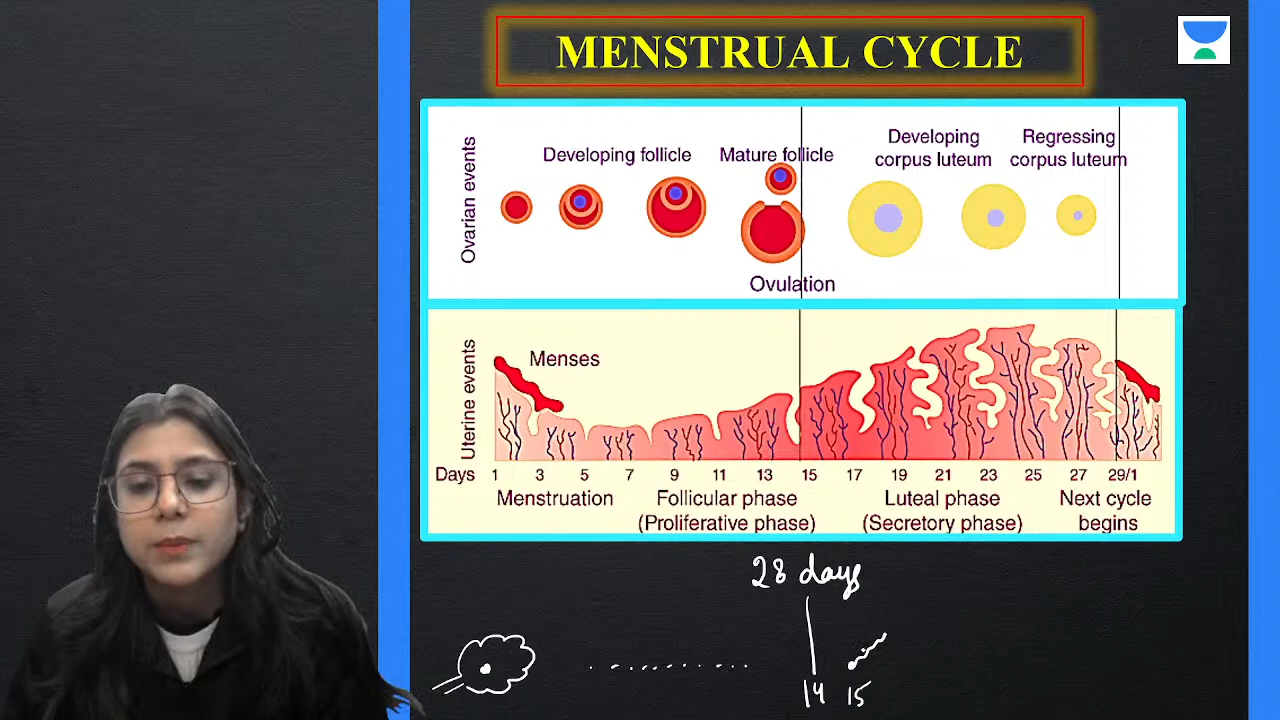 MENSTRUAL CYCLE
Ovarian events
Developing follicle
Mature follicle
Developing
corpus luteum
Regressing
corpus luteum
Ovulation
Uterine events
Menses
Days 1 3 5 7 9 11 13 15 17 19 21 23 25 27 29/1
Menstruation
Follicular phase
(Proliferative phase)
Luteal phase
(Secretory phase)
Next cycle
begins
28 days
14 15